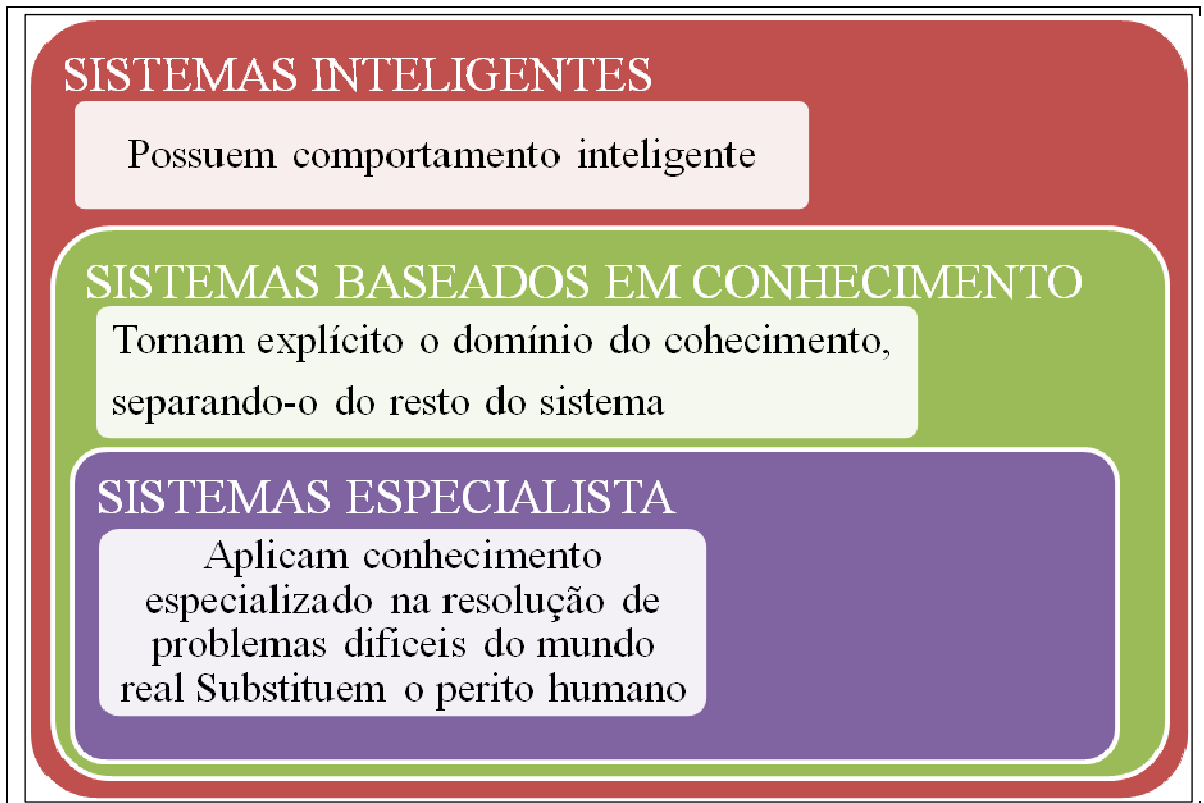 SISTEMAS INTELIGENTES
Possuem comportamento inteligente
SISTEMAS BASEADOS EM CONHECIMENTO
Tornam explícito o domínio do cohecimento,
separando-o do resto do sistema
SISTEMAS ESPECIALISTA
Aplicam conhecimento
especializado na resolução de
problemas dificeis do mundo
real Substituem o perito humano